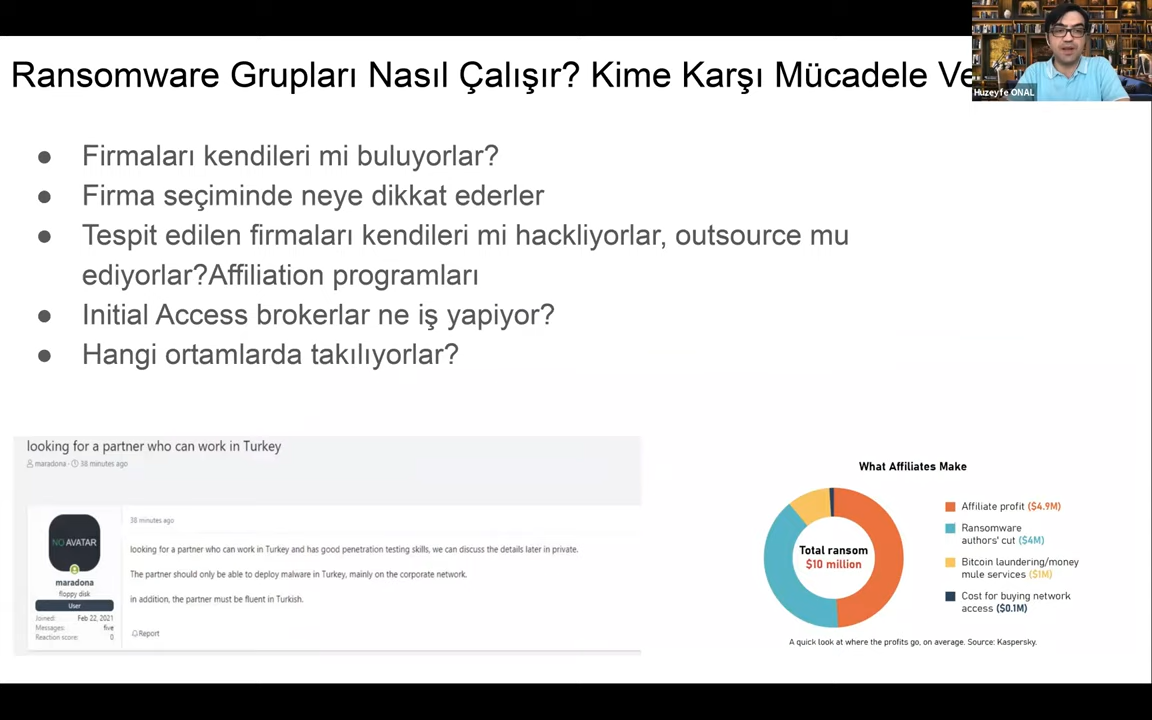 Ransomware Grupları Nasıl Çalışır? Kime Karşı Mücadele Ve
Huzeyfe ONAL
● Firmaları kendileri mi buluyorlar?
● Firma seçiminde neye dikkat ederler
● Tespit edilen firmaları kendileri mi hackliyorlar, outsource mu
ediyorlar?Affiliation programları
● Initial Access brokerlar ne iş yapiyor?
● Hangi ortamlarda takılıyorlar?
looking for a partner who can work in Turkey
maradona · 38 minutes ago
NO AVATAR
maradona
floppy disk
User
Joined: Feb 22, 2021
Messages: five
Reaction score: 0
38 minutes ago
looking for a partner who can work in Turkey and has good penetration testing skills, we can discuss the details later in private.
The partner should only be able to deploy malware in Turkey, mainly on the corporate network.
in addition, the partner must be fluent in Turkish.
Report
What Affiliates Make
Total ransom
$10 million
Affiliate profit ($4.9M)
Ransomware
authors' cut ($4M)
Bitcoin laundering/money
mule services ($1M)
Cost for buying network
access ($0.1M)
A quick look at where the profits go, on average. Source: Kaspersky.